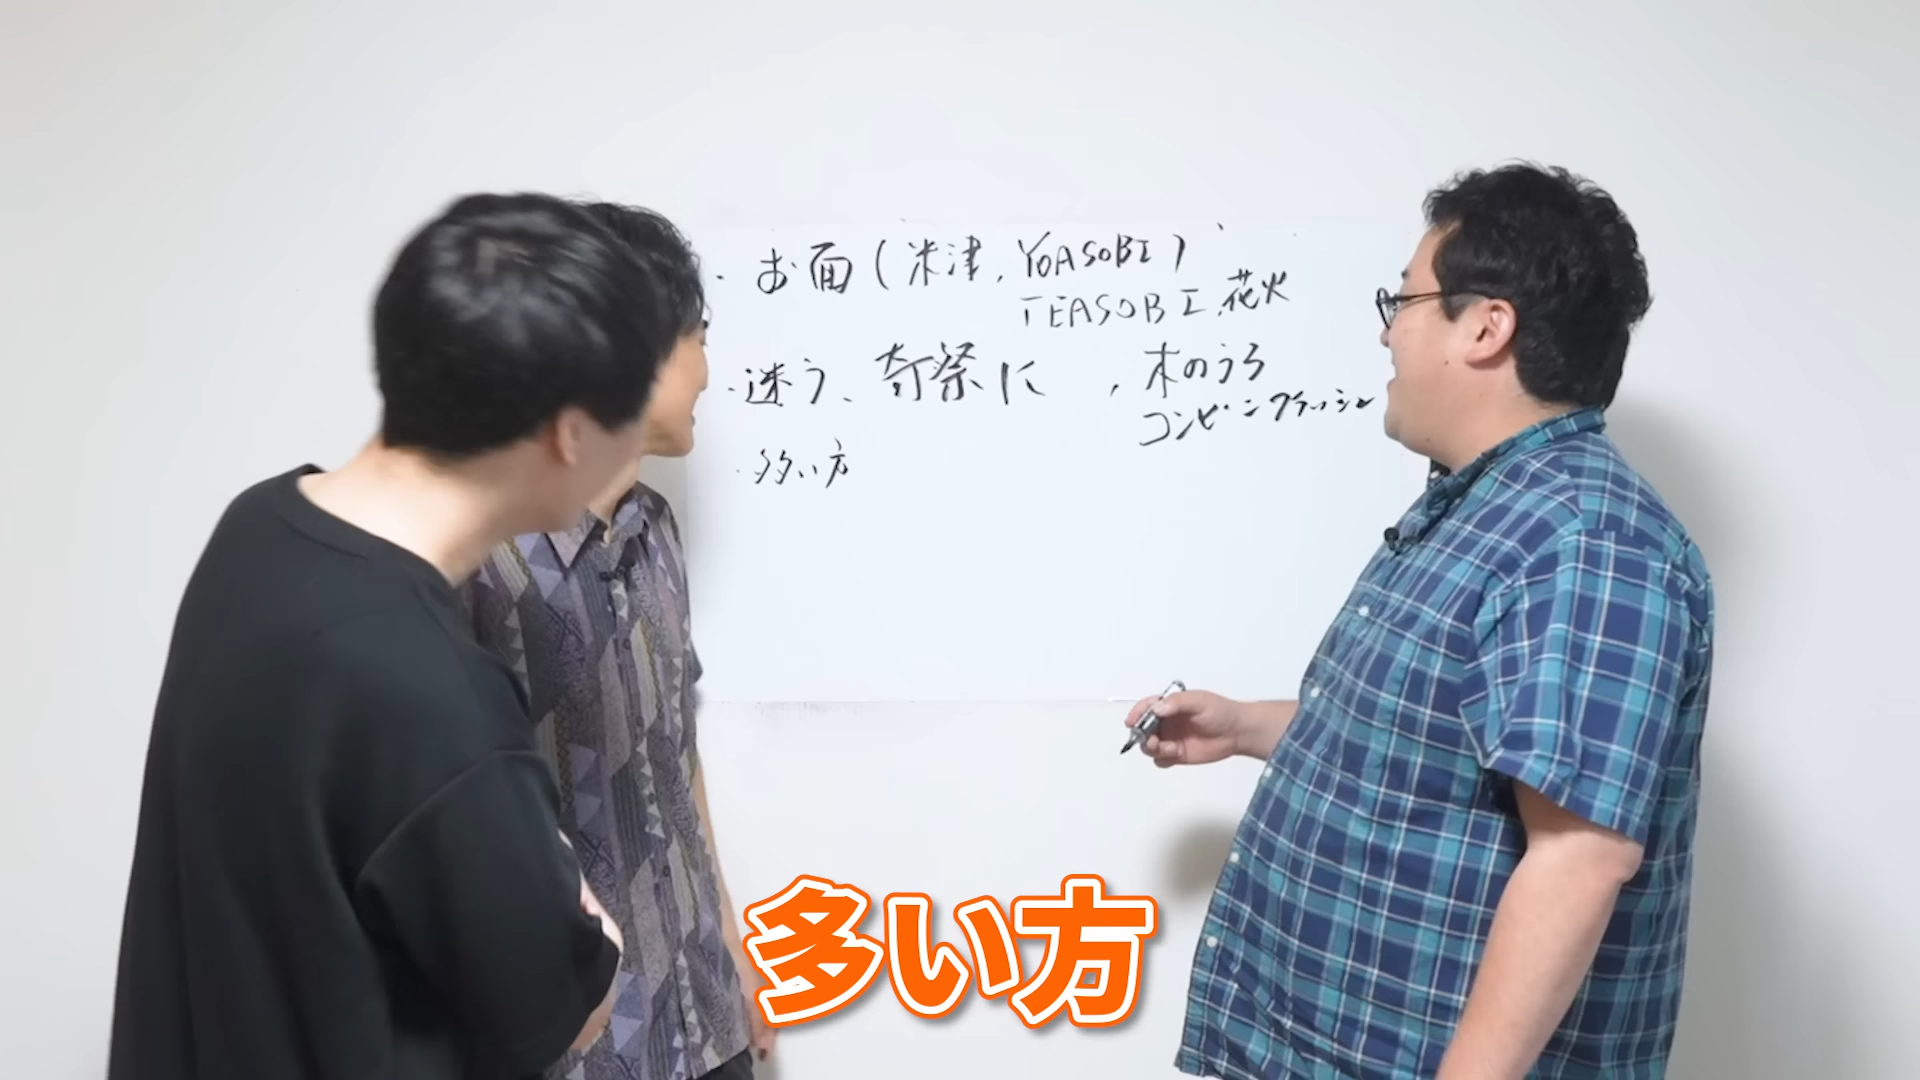 ・お面(米津,YOASOBI)
TEASOBI,花火
・迷う、奇祭に
,木のうろ
コンビニフラッシュ
・多い方
多い方